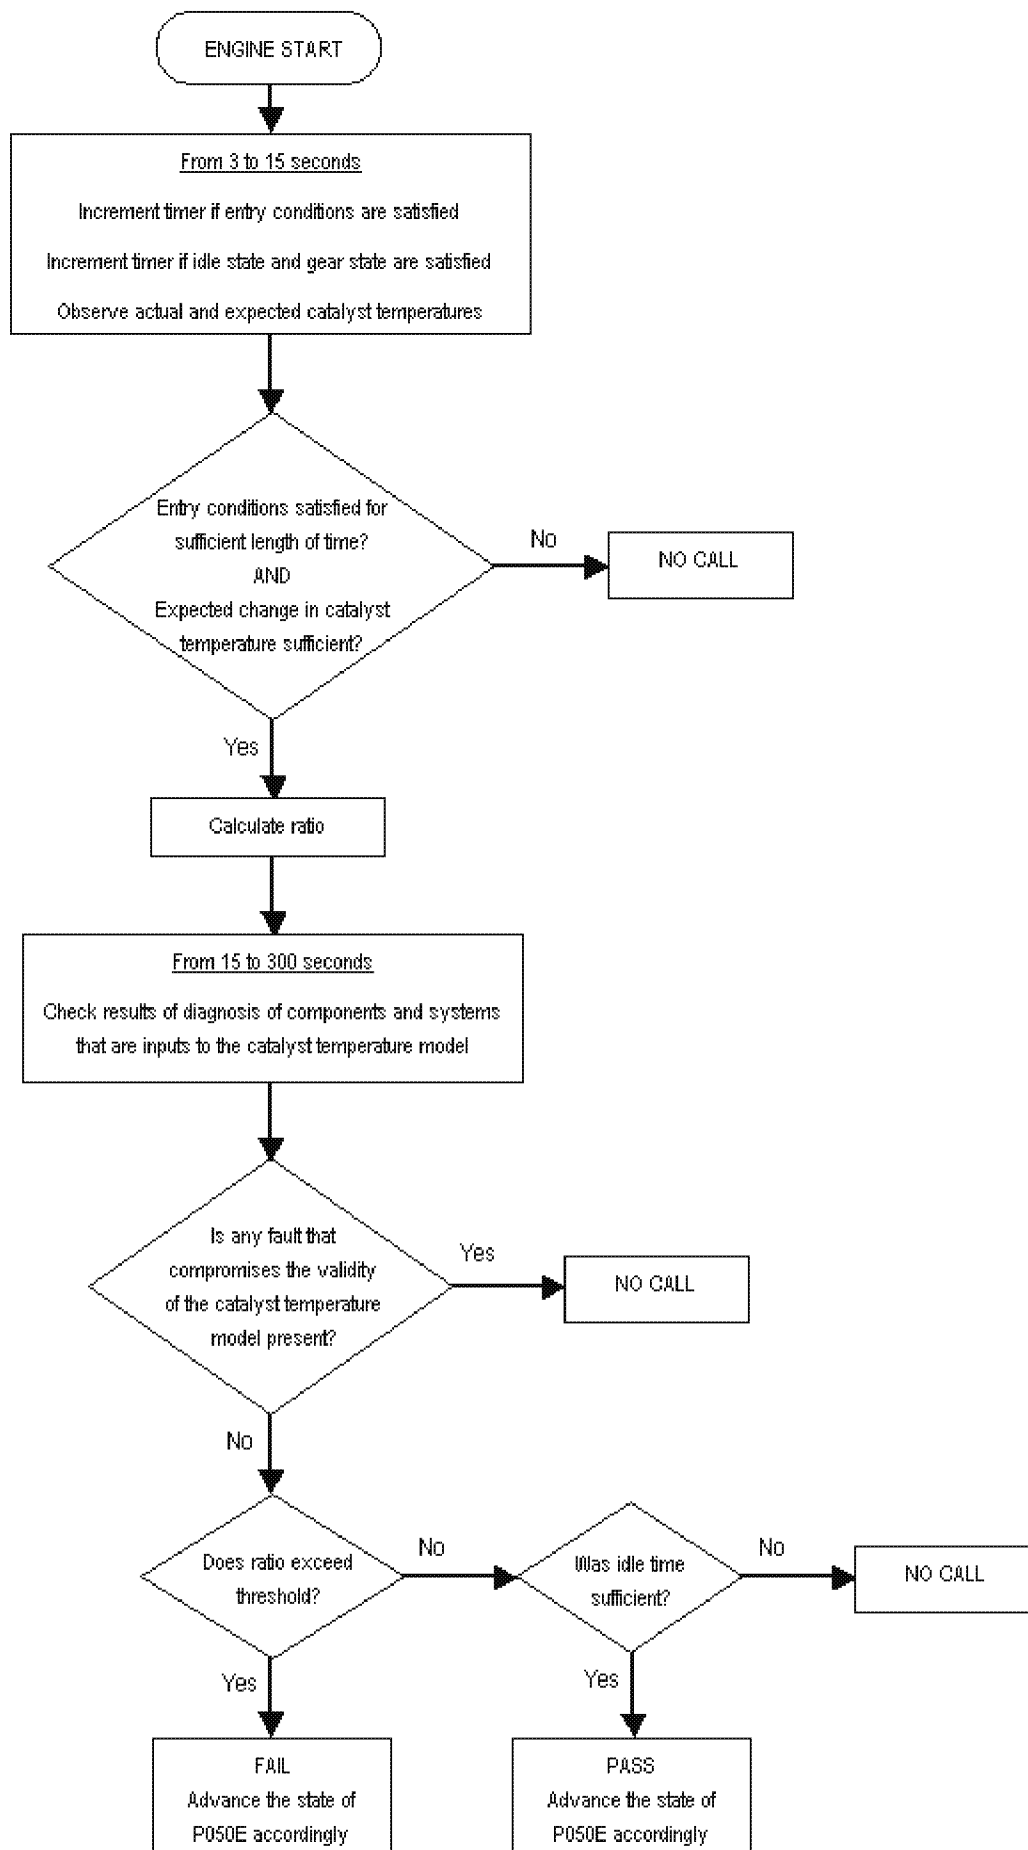 ENGINE START
From 3 to 15 seconds
Increment timer if entry conditions are satisfied
Increment timer if idle state and gear state are satisfied
Observe actual and expected catalyst temperatures
Entry conditions satisfied for
sufficient length of time?
AND
Expected change in catalyst
temperature sufficient?
No
NO CALL
Yes
Calculate ratio
From 15 to 300 seconds
Check results of diagnosis of components and systems
that are inputs to the catalyst temperature model
Is any fault that
compromises the validity
of the catalyst temperature
model present?
Yes
NO CALL
No
Does ratio exceed
threshold?
No
Was idle time
sufficient?
No
NO CALL
Yes
Yes
FAIL
Advance the state of
P050E accordingly
PASS
Advance the state of
P050E accordingly